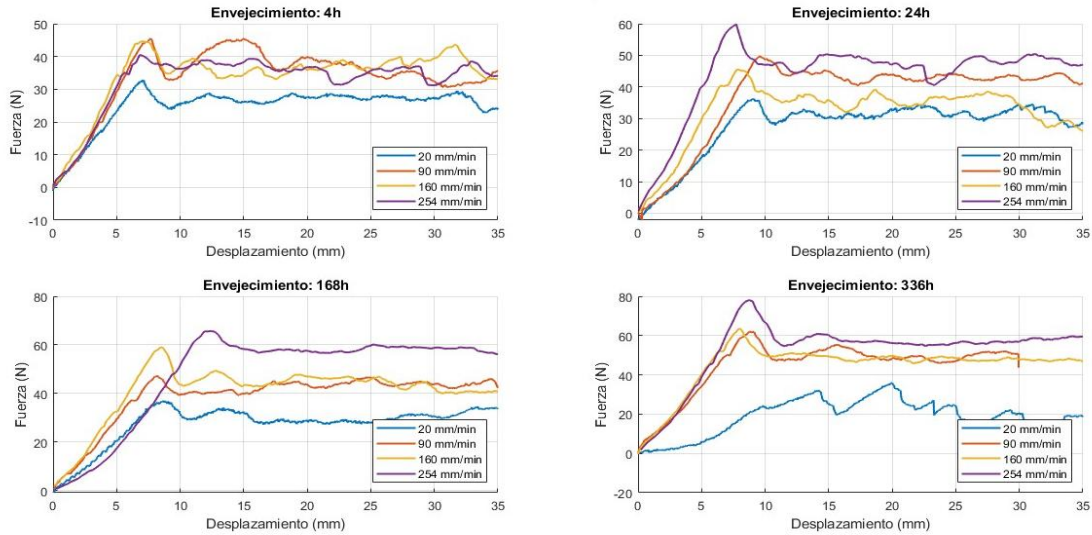 Envejecimiento: 4h
50
40
30
20
10
0
-10
Fuerza (N)
0 5 10 15 20 25 30 35
Desplazamiento (mm)
20 mm/min
90 mm/min
160 mm/min
254 mm/min
Envejecimiento: 24h
60
50
40
30
20
10
0
Fuerza (N)
0 5 10 15 20 25 30 35
Desplazamiento (mm)
20 mm/min
90 mm/min
160 mm/min
254 mm/min
Envejecimiento: 168h
80
60
40
20
0
Fuerza (N)
0 5 10 15 20 25 30 35
Desplazamiento (mm)
20 mm/min
90 mm/min
160 mm/min
254 mm/min
Envejecimiento: 336h
80
60
40
20
0
-20
Fuerza (N)
0 5 10 15 20 25 30 35
Desplazamiento (mm)
20 mm/min
90 mm/min
160 mm/min
254 mm/min